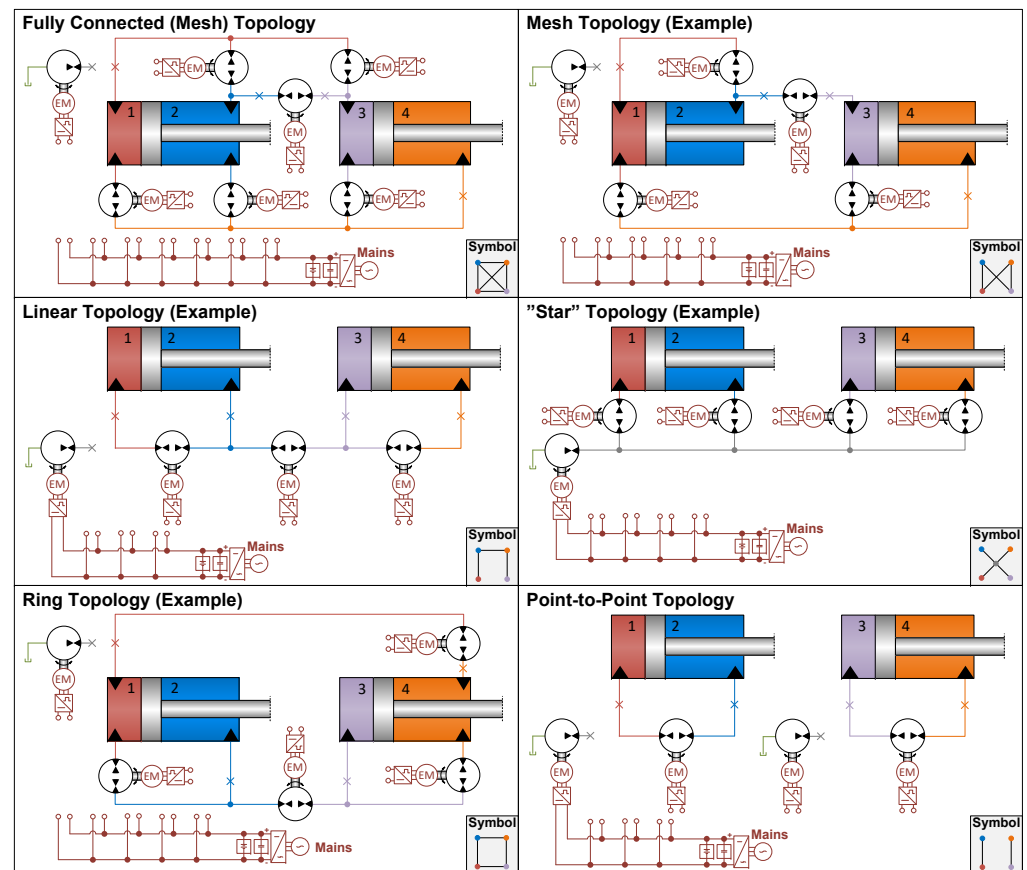 Fully Connected (Mesh) Topology
EM
EM
EM
EM
1
2
3
4
EM
EM
EM
EM
+
Mains
-
Symbol
Mesh Topology (Example)
EM
EM
1
2
3
4
EM
EM
EM
+
Mains
-
Symbol
Linear Topology (Example)
1
2
3
4
EM
EM
EM
EM
+
Mains
-
Symbol
”Star” Topology (Example)
1
2
3
4
EM
EM
EM
EM
EM
+
Mains
-
Symbol
Ring Topology (Example)
EM
EM
1
2
3
4
EM
EM
EM
+
Mains
-
Symbol
Point-to-Point Topology
1
2
3
4
EM
EM
EM
EM
+
Mains
-
Symbol